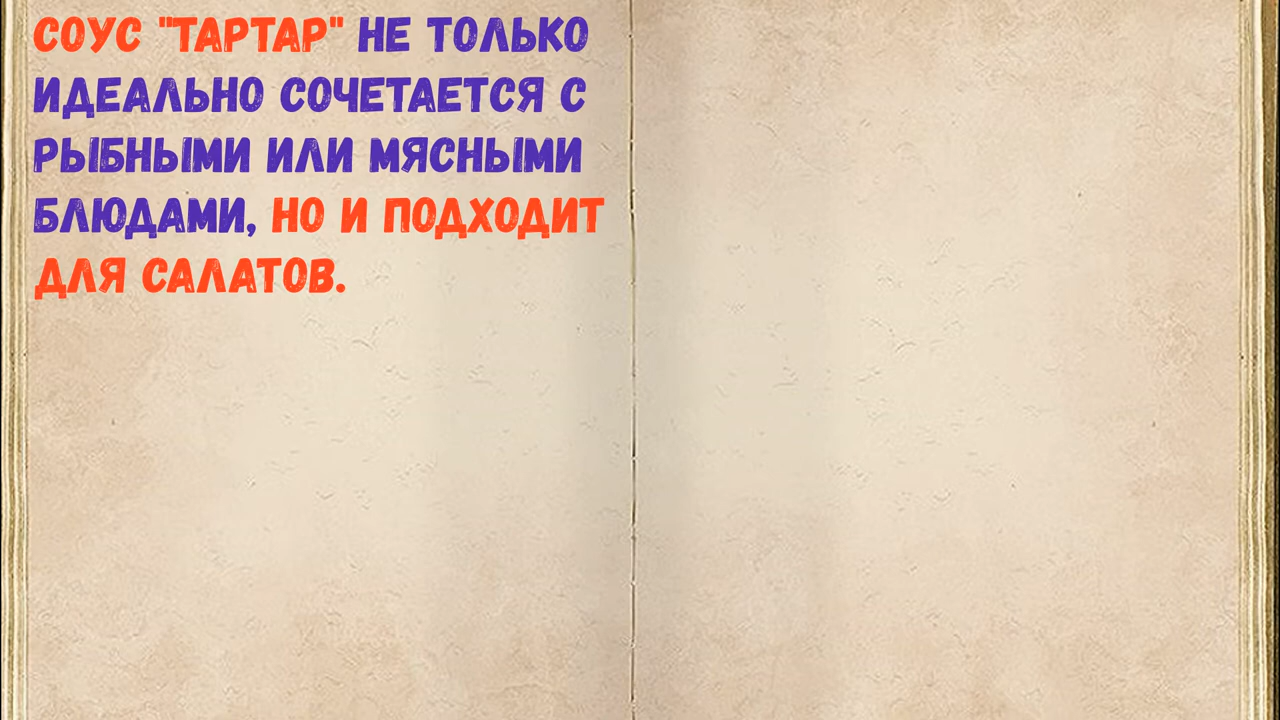 СОУС "ТАРТАР" НЕ ТОЛЬКО
ИДЕАЛЬНО СОЧЕТАЕТСЯ С
РЫБНЫМИ ИЛИ МЯСНЫМИ
БЛЮДАМИ, НО И ПОДХОДИТ
ДЛЯ САЛАТОВ.